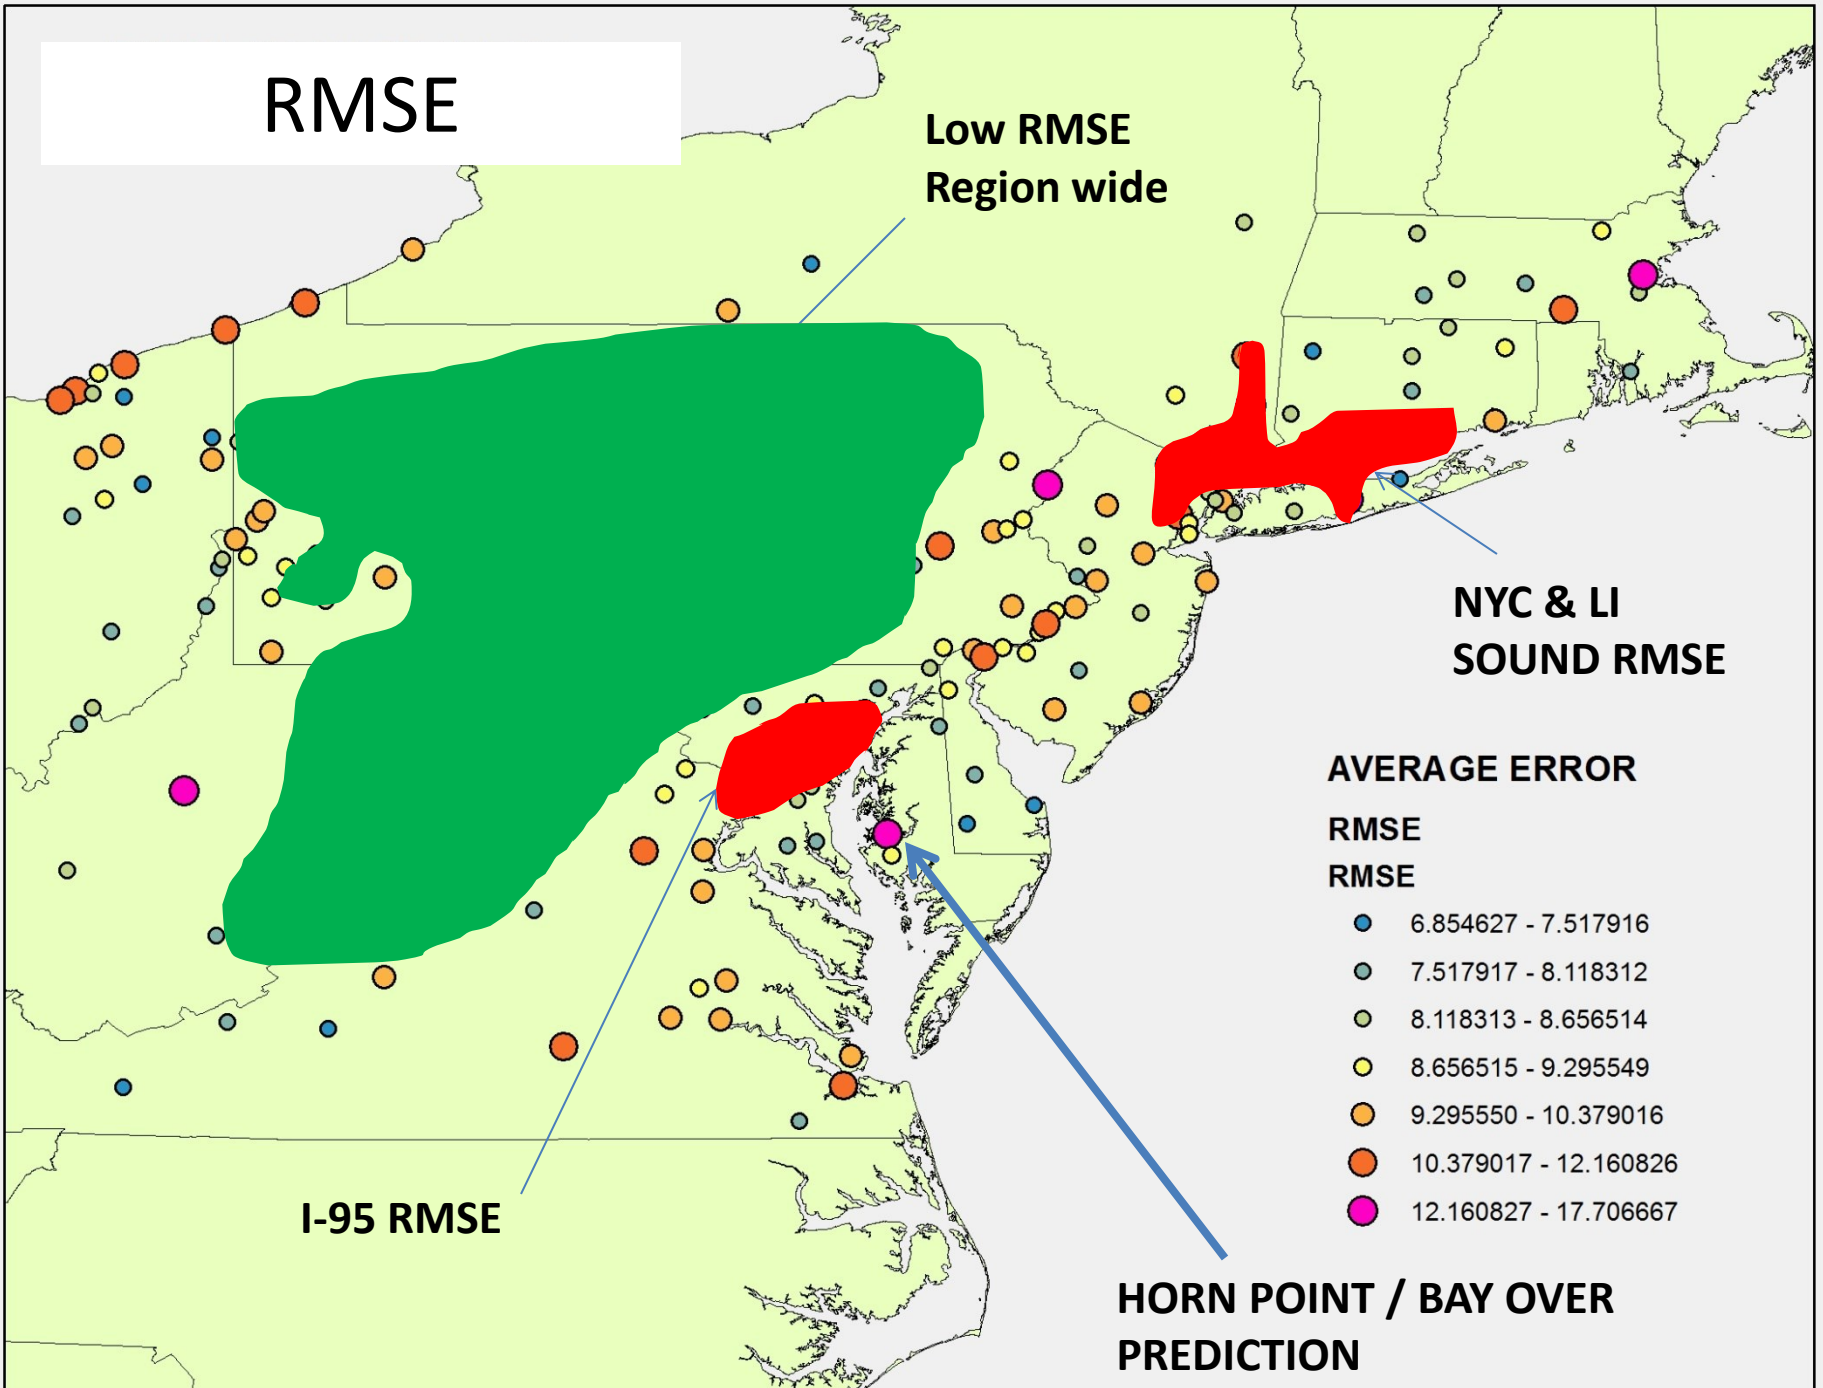 RMSE
Low RMSE
Region wide
NYC & LI
SOUND RMSE
AVERAGE ERROR
RMSE
RMSE
6.854627 - 7.517916
7.517917 - 8.118312
8.118313 - 8.656514
8.656515 - 9.295549
9.295550 - 10.379016
10.379017 - 12.160826
12.160827 - 17.706667
I-95 RMSE
HORN POINT / BAY OVER
PREDICTION